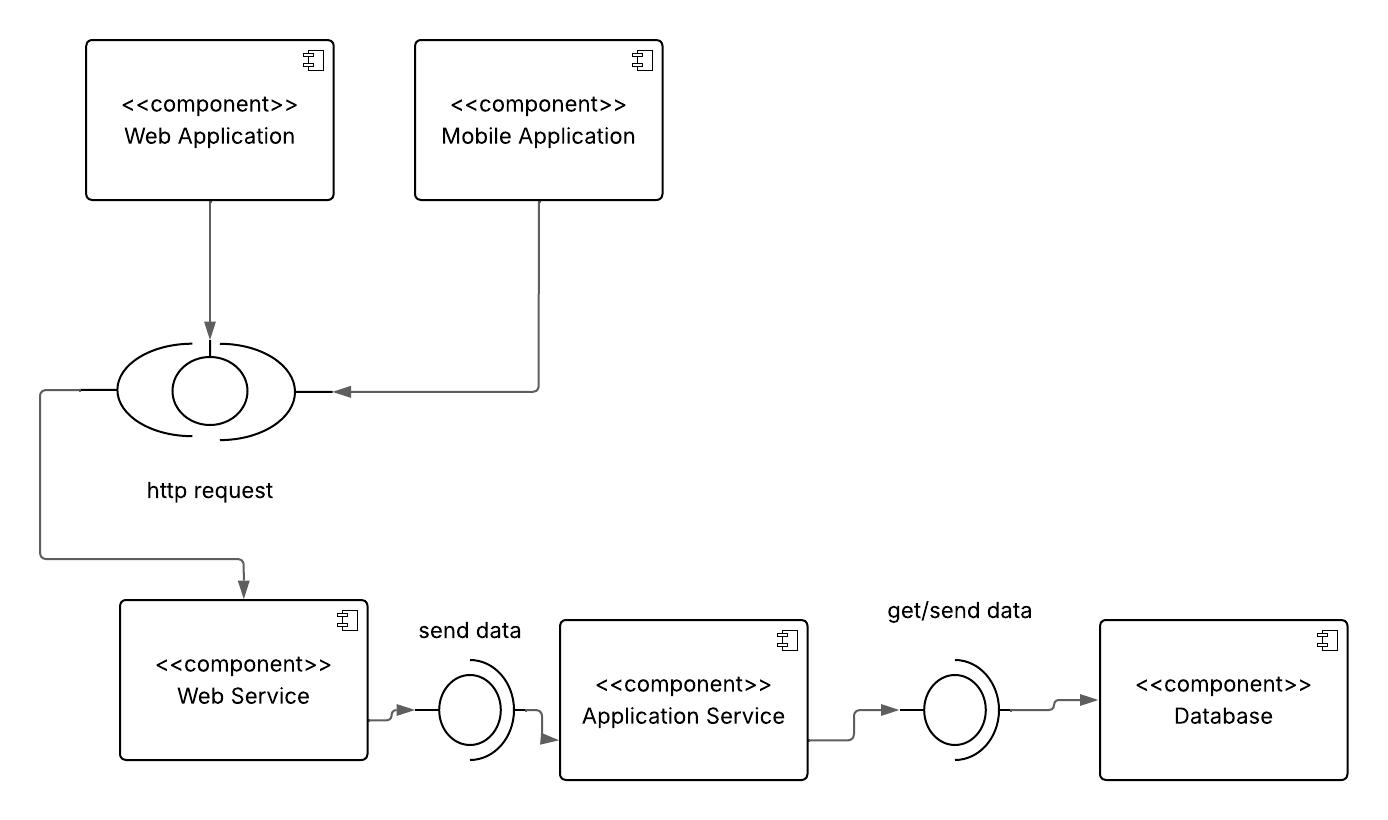 <<component>>
Web Application
<<component>>
Mobile Application
http request
<<component>>
Web Service
send data
<<component>>
Application Service
get/send data
<<component>>
Database